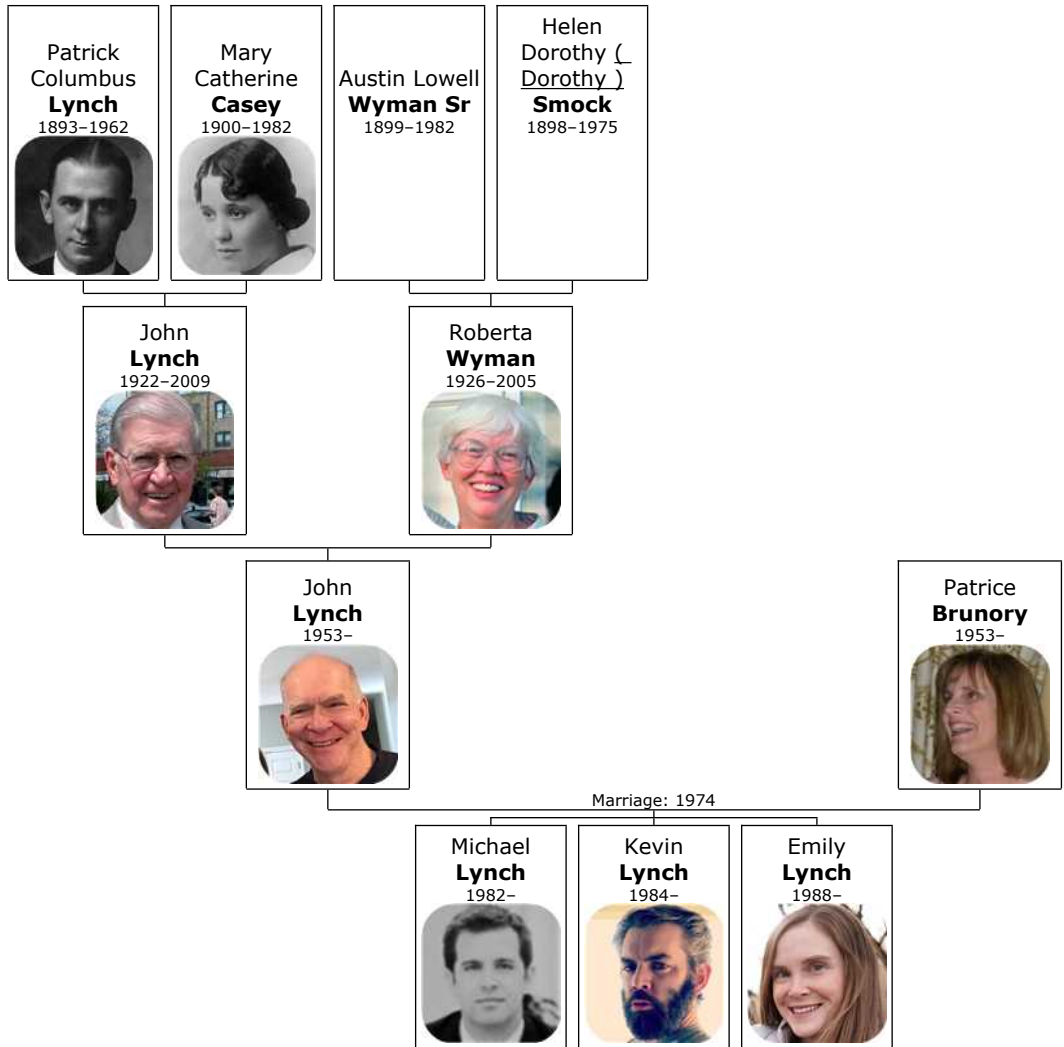 Patrick
Columbus
Lynch
1893–1962
Mary
Catherine
Casey
1900–1982
Austin Lowell
Wyman Sr
1899–1982
Helen
Dorothy (
Dorothy )
Smock
1898–1975
John
Lynch
1922–2009
Roberta
Wyman
1926–2005
John
Lynch
1953–
Patrice
Brunory
1953–
Marriage: 1974
Michael
Lynch
1982–
Kevin
Lynch
1984–
Emily
Lynch
1988–